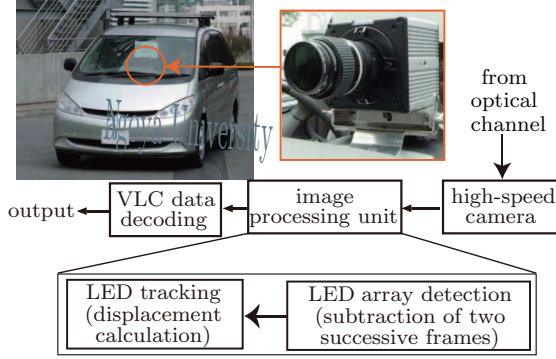 Nagoya University
from
optical
channel
output
VLC data
decoding
image
processing unit
high-speed
camera
LED tracking
(displacement
calculation)
LED array detection
(subtraction of two
successive frames)